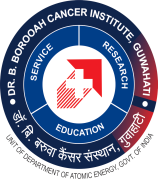 DR. B. BOROOAH CANCER INSTITUTE, GUWAHATI
SERVICE
RESEARCH
EDUCATION
डॉ. बि. बरुवा कैंसर संस्थान, गुवाहाटी
UNIT OF DEPARTMENT OF ATOMIC ENERGY, GOVT. OF INDIA